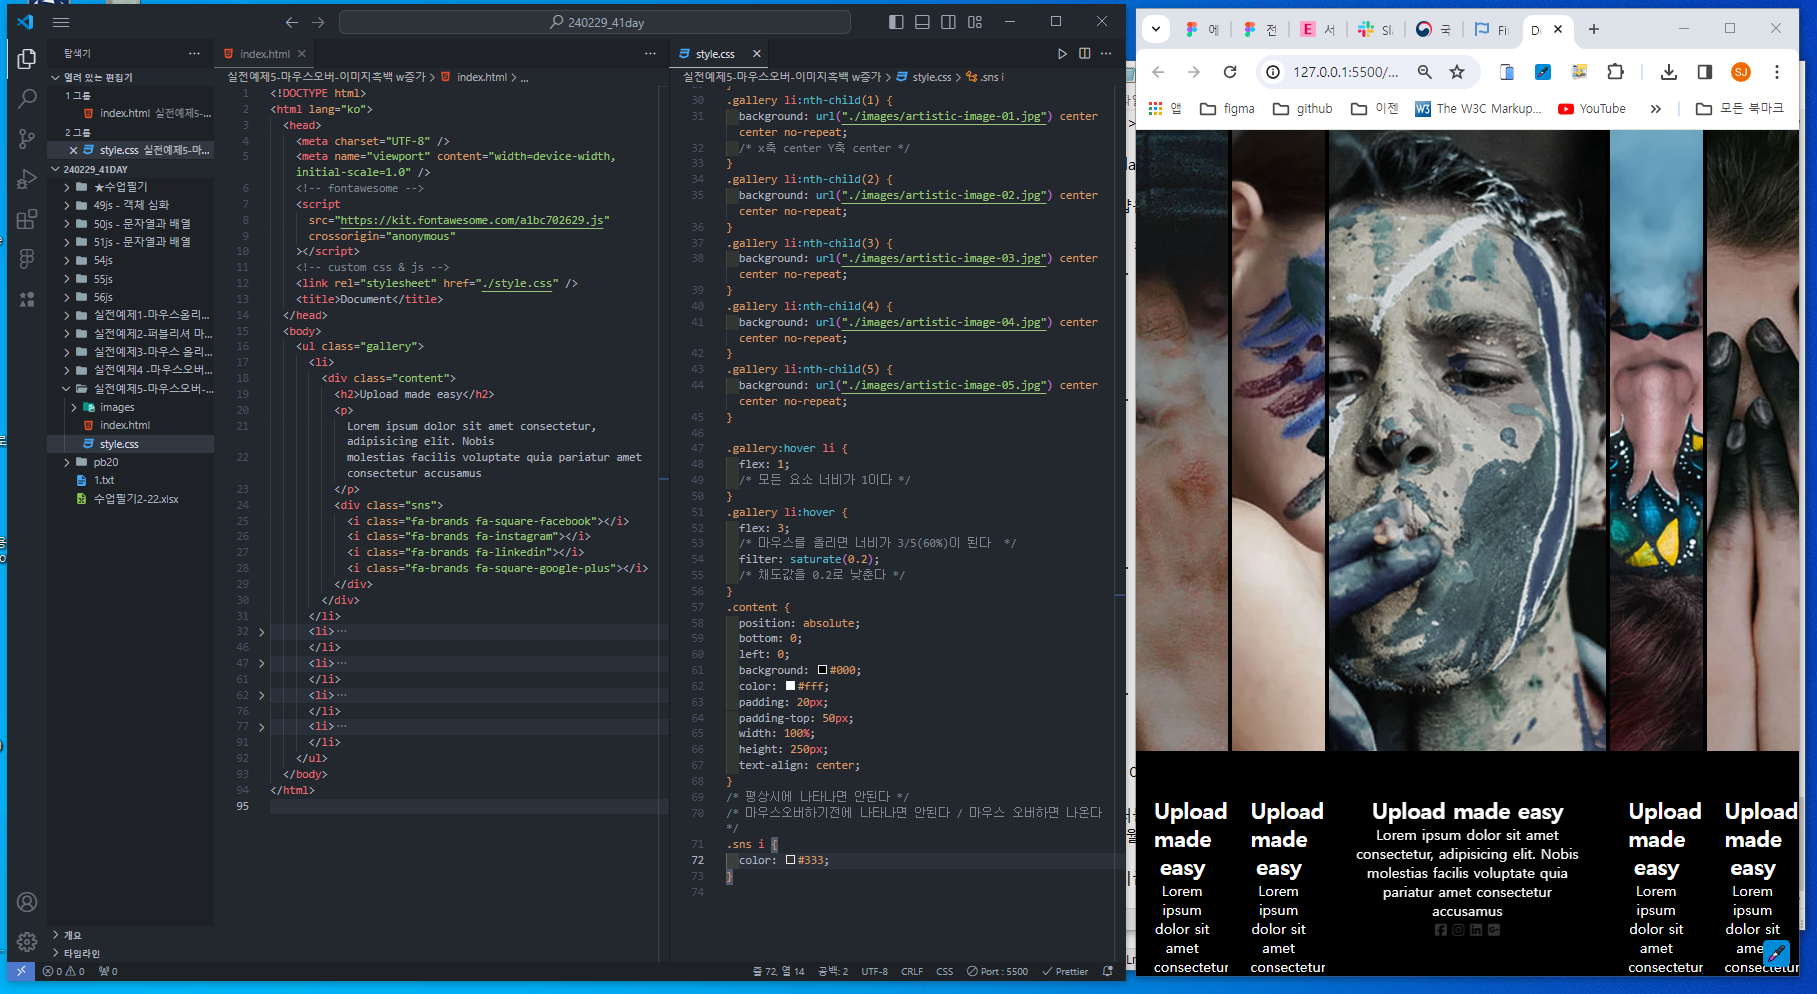 240229_41day
탐색기
열려 있는 편집기
1 그룹
index.html 실전예제5-...
2 그룹
style.css 실전예제5-마...
240229_41DAY
★수업필기
49js - 객체 심화
50js - 문자열과 배열
51js - 문자열과 배열
54js
55js
56js
실전예제1-마우스올리...
실전예제2-퍼블리셔 마...
실전예제3-마우스 올리...
실전예제4 -마우스오버...
실전예제5-마우스오버-...
images
index.html
style.css
pb20
1.txt
수업필기2-22.xlsx
개요
타임라인
index.html
실전예제5-마우스오버-이미지흑백 w증가 > index.html > ...
1 <!DOCTYPE html>
2 <html lang="ko">
3 <head>
4 <meta charset="UTF-8" />
5 <meta name="viewport" content="width=device-width,
initial-scale=1.0" />
6 <!-- fontawesome -->
7 <script
8 src="https://kit.fontawesome.com/a1bc702629.js"
9 crossorigin="anonymous"
10 ></script>
11 <!-- custom css & js -->
12 <link rel="stylesheet" href="./style.css" />
13 <title>Document</title>
14 </head>
15 <body>
16 <ul class="gallery">
17 <li>
18 <div class="content">
19 <h2>Upload made easy</h2>
20 <p>
21 Lorem ipsum dolor sit amet consectetur,
adipisicing elit. Nobis
22 molestias facilis voluptate quia pariatur amet
consectetur accusamus
23 </p>
24 <div class="sns">
25 <i class="fa-brands fa-square-facebook"></i>
26 <i class="fa-brands fa-instagram"></i>
27 <i class="fa-brands fa-linkedin"></i>
28 <i class="fa-brands fa-square-google-plus"></i>
29 </div>
30 </div>
31 </li>
32 <li>⋯
46 </li>
47 <li>⋯
61 </li>
62 <li>⋯
76 </li>
77 <li>⋯
91 </li>
92 </ul>
93 </body>
94 </html>
95
style.css
실전예제5-마우스오버-이미지흑백 w증가 > style.css > .sns i
30 .gallery li:nth-child(1) {
31 background: url("./images/artistic-image-01.jpg") center
center no-repeat;
32 /* x축 center Y축 center */
33 }
34 .gallery li:nth-child(2) {
35 background: url("./images/artistic-image-02.jpg") center
center no-repeat;
36 }
37 .gallery li:nth-child(3) {
38 background: url("./images/artistic-image-03.jpg") center
center no-repeat;
39 }
40 .gallery li:nth-child(4) {
41 background: url("./images/artistic-image-04.jpg") center
center no-repeat;
42 }
43 .gallery li:nth-child(5) {
44 background: url("./images/artistic-image-05.jpg") center
center no-repeat;
45 }
46
47 .gallery:hover li {
48 flex: 1;
49 /* 모든 요소 너비가 1이다 */
50 }
51 .gallery li:hover {
52 flex: 3;
53 /* 마우스를 올리면 너비가 3/5(60%)이 된다 */
54 filter: saturate(0.2);
55 /* 채도값을 0.2로 낮춘다 */
56 }
57 .content {
58 position: absolute;
59 bottom: 0;
60 left: 0;
61 background: #000;
62 color: #fff;
63 padding: 20px;
64 padding-top: 50px;
65 width: 100%;
66 height: 250px;
67 text-align: center;
68 }
69 /* 평상시에 나타나면 안된다 */
70 /* 마우스오버하기전에 나타나면 안된다 / 마우스 오버하면 나온다
*/
71 .sns i {
72 color: #333;
73 }
74
0 0 0
줄 72, 열 14 공백: 2 UTF-8 CRLF CSS Port : 5500 Prettier
에
전
E 서
Sl
국
Fi
D
127.0.0.1:5500/...
SJ
앱 figma github 이젠 The W3C Markup... YouTube » 모든 북마크
Upload made easy
Lorem ipsum dolor sit amet consectetur
Upload made easy
Lorem ipsum dolor sit amet consectetur
Upload made easy
Lorem ipsum dolor sit amet
consectetur, adipisicing elit. Nobis
molestias facilis voluptate quia
pariatur amet consectetur
accusamus
Upload made easy
Lorem ipsum dolor sit amet consectetur
Upload made easy
Lorem ipsum dolor sit amet consectetur